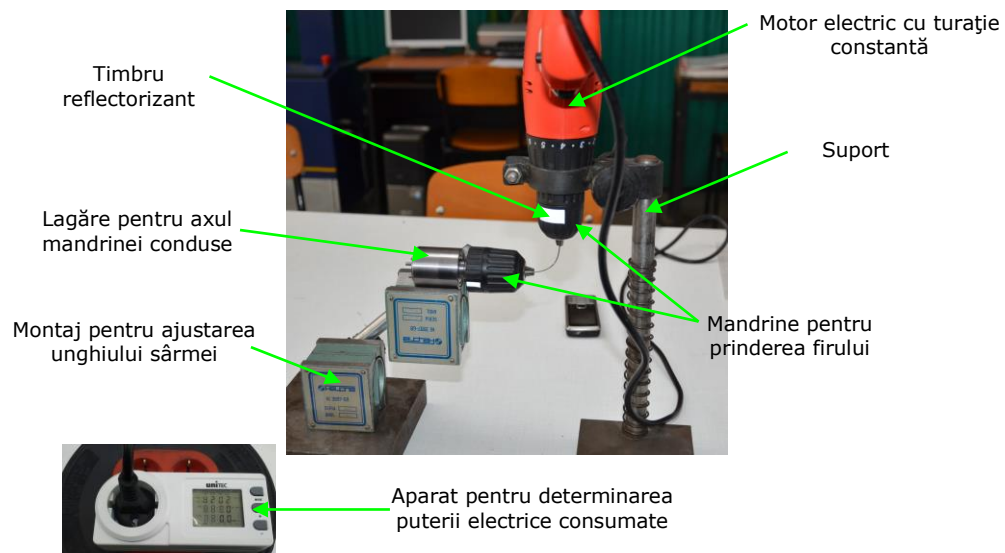 Motor electric cu turaţie
constantă
Timbru
reflectorizant
Suport
Lagăre pentru axul
mandrinei conduse
Montaj pentru ajustarea
unghiului sârmei
Mandrine pentru
prinderea firului
unitec
Aparat pentru determinarea
puterii electrice consumate